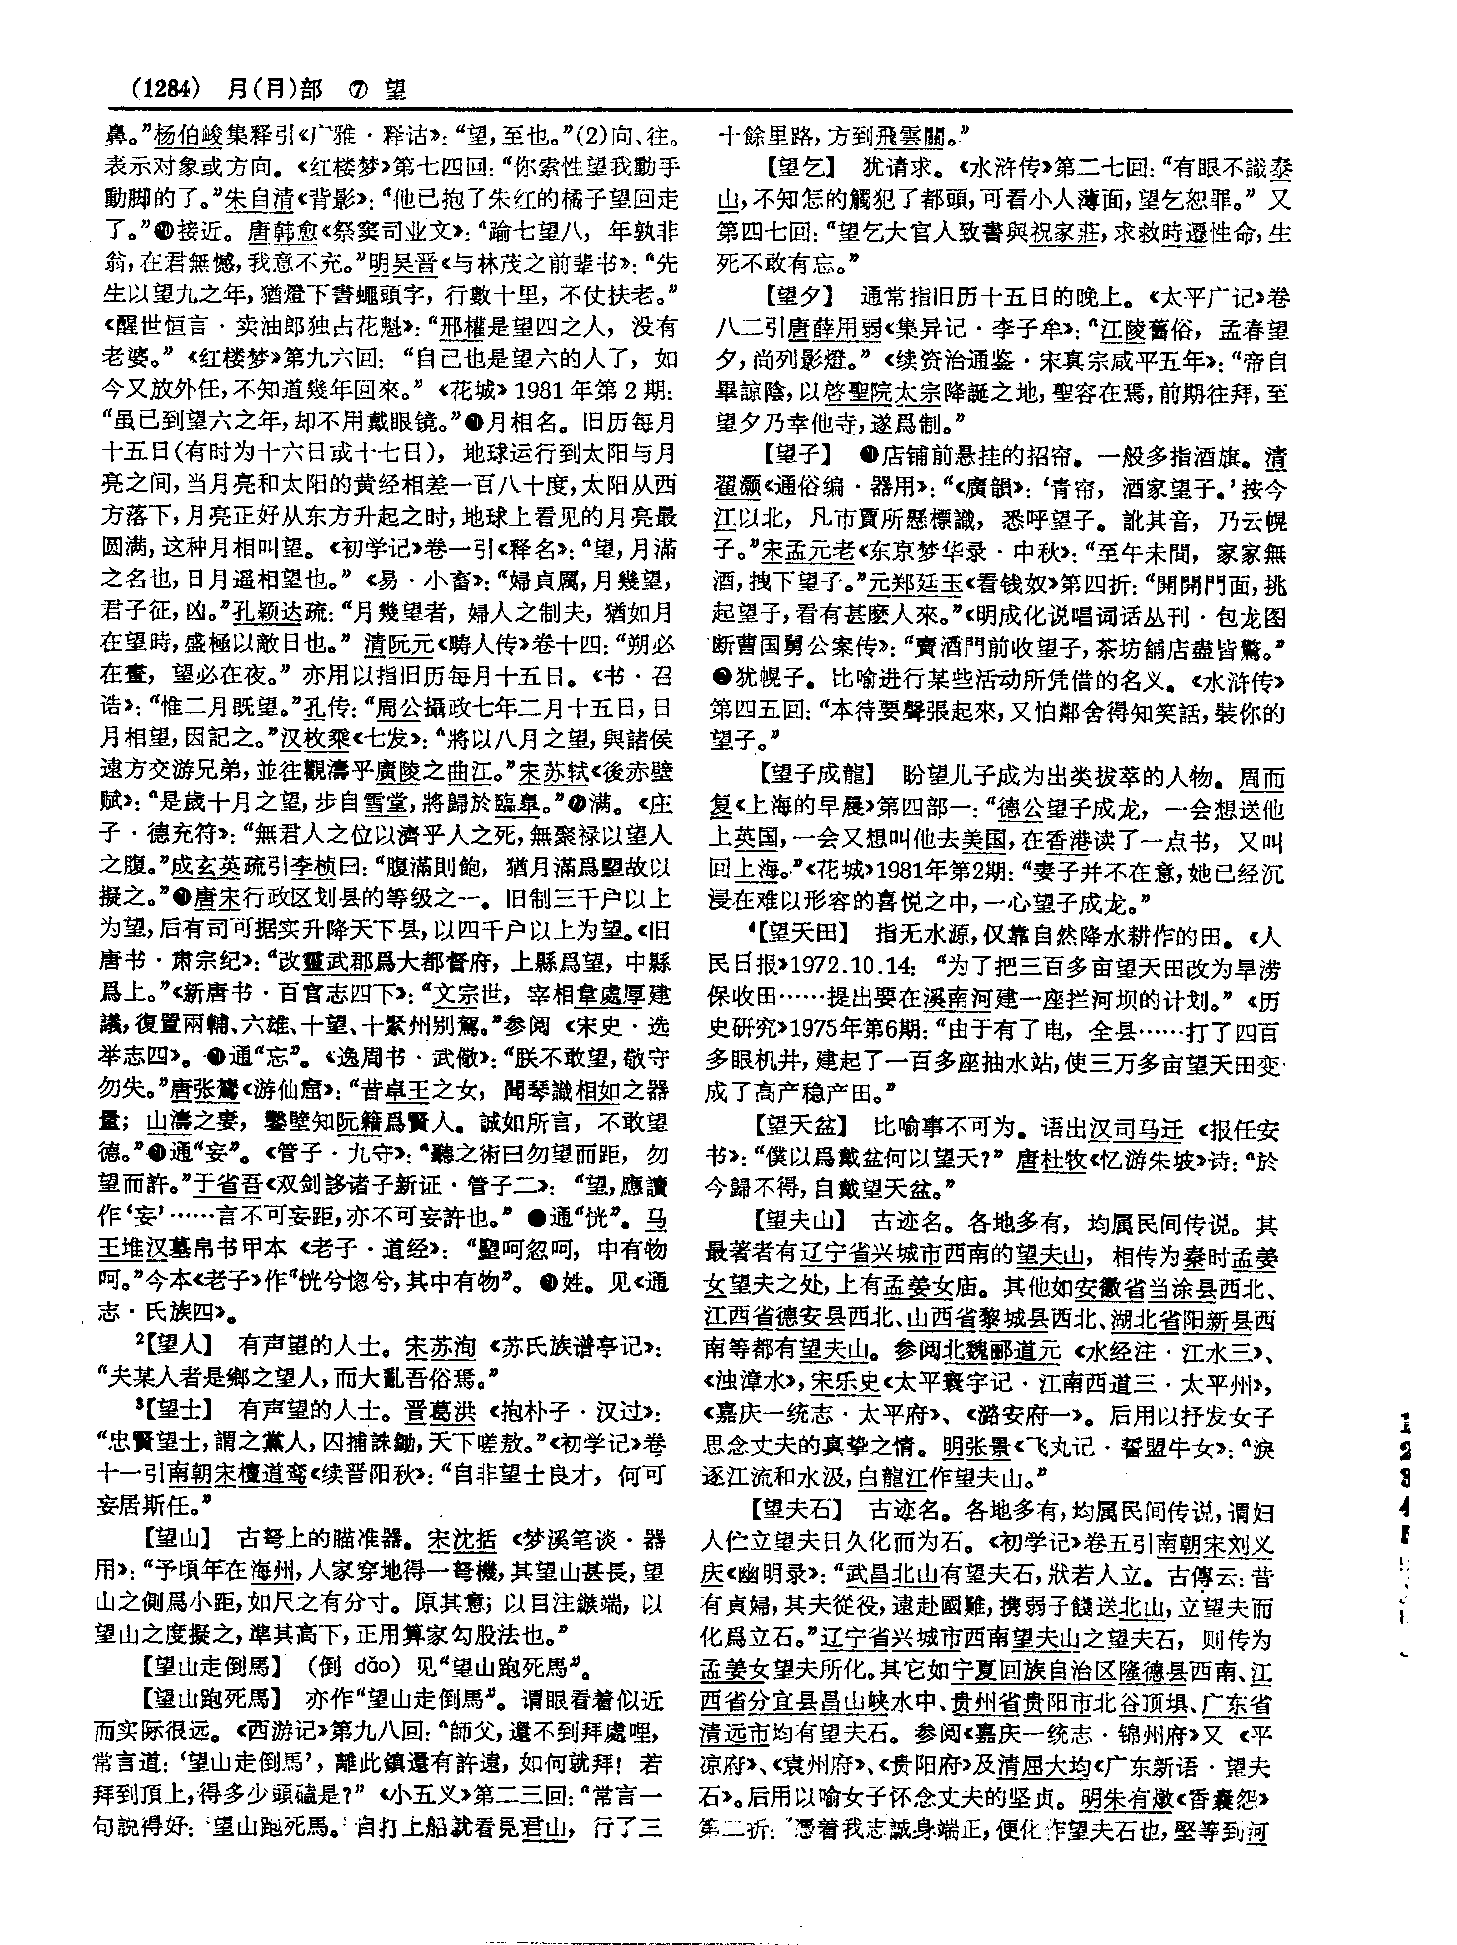 (1284) 月(月)部 ⑦ 望
鼻。”杨伯峻集释引《广雅·释诂》：“望，至也。”(2)向、往。
表示对象或方向。《红楼梦》第七四回：“你索性望我動手
動脚的了。”朱自清《背影》：“他已抱了朱红的橘子望回走
了。”接近。唐韩愈《祭窦司业文》：“踰七望八，年孰非
翁，在君無憾，我意不充。”明吴晋《与林茂之前辈书》：“先
生以望九之年，猶燈下書蠅頭字，行數十里，不仗扶老。”
《醒世恒言·卖油郎独占花魁》：“邢權是望四之人，没有
老婆。”《红楼梦》第九六回：“自己也是望六的人了，如
今又放外任，不知道幾年回來。”《花城》1981年第2期：
“虽已到望六之年，却不用戴眼镜。”月相名。旧历每月
十五日(有时为十六日或十七日)，地球运行到太阳与月
亮之间，当月亮和太阳的黄经相差一百八十度，太阳从西
方落下，月亮正好从东方升起之时，地球上看见的月亮最
圆满，这种月相叫望。《初学记》卷一引《释名》：“望，月滿
之名也，日月遥相望也。”《易·小畜》：“婦貞厲，月幾望，
君子征，凶。”孔颖达疏：“月幾望者，婦人之制夫，猶如月
在望時，盛極以敵日也。”清阮元《畴人传》卷十四：“朔必
在晝，望必在夜。”亦用以指旧历每月十五日。《书·召
诰》：“惟二月既望。”孔传：“周公攝政七年二月十五日，日
月相望，因記之。”汉枚乘《七发》：“將以八月之望，與諸侯
遠方交游兄弟，並往觀濤乎廣陵之曲江。”宋苏轼《後赤壁
赋》：“是歲十月之望，步自雪堂，將歸於臨皋。”满。《庄
子·德充符》：“無君人之位以濟乎人之死，無聚禄以望人
之腹。”成玄英疏引李桢曰：“腹滿則飽，猶月滿爲朢故以
擬之。”唐宋行政区划县的等级之一。旧制三千户以上
为望，后有司可据实升降天下县，以四千户以上为望。《旧
唐书·肃宗纪》：“改靈武郡爲大都督府，上縣爲望，中縣
爲上。”《新唐书·百官志四下》：“文宗世，宰相韋處厚建
議，復置兩輔、六雄、十望、十緊州别駕。”参阅《宋史·选
举志四》。通“忘”。《逸周书·武儆》：“朕不敢望，敬守
勿失。”唐张鷟《游仙窟》：“昔卓王之女，聞琴識相如之器
量；山濤之妻，鑿壁知阮籍爲賢人。誠如所言，不敢望
德。”通“妄”。《管子·九守》：“聽之術曰勿望而距，勿
望而許。”于省吾《双剑誃诸子新证·管子二》：“望，應讀
作‘妄’……言不可妄距，亦不可妄許也。”通“恍”。马
王堆汉墓帛书甲本《老子·道经》：“朢呵忽呵，中有物
呵。”今本《老子》作“恍兮惚兮，其中有物”。姓。见《通
志·氏族四》。
2【望人】 有声望的人士。宋苏洵《苏氏族谱亭记》：
“夫某人者是鄉之望人，而大亂吾俗焉。”
3【望士】 有声望的人士。晋葛洪《抱朴子·汉过》：
“忠賢望士，謂之黨人，囚捕誅鋤，天下嗟敖。”《初学记》卷
十一引南朝宋檀道鸾《续晋阳秋》：“自非望士良才，何可
妄居斯任。”
【望山】 古弩上的瞄准器。宋沈括《梦溪笔谈·器
用》：“予頃年在海州，人家穿地得一弩機，其望山甚長，望
山之側爲小距，如尺之有分寸。原其意；以目注鏃端，以
望山之度擬之，準其高下，正用算家勾股法也。”
【望山走倒馬】 (倒 dǎo) 见“望山跑死馬”。
【望山跑死馬】 亦作“望山走倒馬”。谓眼看着似近
而实际很远。《西游记》第九八回：“師父，還不到拜處哩，
常言道：‘望山走倒馬’，離此鎮還有許遠，如何就拜！若
拜到頂上，得多少頭磕是？”《小五义》第二三回：“常言一
句說得好：‘望山跑死馬。’自打上船就看見君山，行了三
十餘里路，方到飛雲關。”
【望乞】 犹请求。《水浒传》第二七回：“有眼不識泰
山，不知怎的觸犯了都頭，可看小人薄面，望乞恕罪。”又
第四七回：“望乞大官人致書與祝家莊，求救時遷性命，生
死不敢有忘。”
【望夕】 通常指旧历十五日的晚上。《太平广记》卷
八二引唐薛用弱《集异记·李子牟》：“江陵舊俗，孟春望
夕，尚列影燈。”《续资治通鉴·宋真宗咸平五年》：“帝自
畢諒陰，以啓聖院太宗降誕之地，聖容在焉，前期往拜，至
望夕乃幸他寺，遂爲制。”
【望子】 ❶店铺前悬挂的招帘。一般多指酒旗。清
翟灏《通俗编·器用》：“《廣韻》：‘青帘，酒家望子。’按今
江以北，凡市賈所懸標識，悉呼望子。訛其音，乃云幌
子。”宋孟元老《东京梦华录·中秋》：“至午未間，家家無
酒，拽下望子。”元郑廷玉《看钱奴》第四折：“開開門面，挑
起望子，看有甚麽人來。”《明成化说唱词话丛刊·包龙图
断曹国舅公案传》：“賣酒門前收望子，茶坊舖店盡皆驚。”
❷犹幌子。比喻进行某些活动所凭借的名义。《水浒传》
第四五回：“本待要聲張起來，又怕鄰舍得知笑話，裝你的
望子。”
【望子成龍】 盼望儿子成为出类拔萃的人物。周而
复《上海的早晨》第四部一：“德公望子成龙，一会想送他
上英国，一会又想叫他去美国，在香港读了一点书，又叫
回上海。”《花城》1981年第2期：“妻子并不在意，她已经沉
浸在难以形容的喜悦之中，一心望子成龙。”
4【望天田】 指无水源，仅靠自然降水耕作的田。《人
民日报》1972.10.14：“为了把三百多亩望天田改为旱涝
保收田……提出要在溪南河建一座拦河坝的计划。”《历
史研究》1975年第6期：“由于有了电，全县……打了四百
多眼机井，建起了一百多座抽水站，使三万多亩望天田变
成了高产稳产田。”
【望天盆】 比喻事不可为。语出汉司马迁《报任安
书》：“僕以爲戴盆何以望天？”唐杜牧《忆游朱坡》诗：“於
今歸不得，自戴望天盆。”
【望夫山】 古迹名。各地多有，均属民间传说。其
最著者有辽宁省兴城市西南的望夫山，相传为秦时孟姜
女望夫之处，上有孟姜女庙。其他如安徽省当涂县西北、
江西省德安县西北、山西省黎城县西北、湖北省阳新县西
南等都有望夫山。参阅北魏郦道元《水经注·江水三》、
《浊漳水》，宋乐史《太平寰宇记·江南西道三·太平州》，
《嘉庆一统志·太平府》、《潞安府一》。后用以抒发女子
思念丈夫的真挚之情。明张景《飞丸记·誓盟牛女》：“淚
逐江流和水汲，白龍江作望夫山。”
【望夫石】 古迹名。各地多有，均属民间传说，谓妇
人伫立望夫日久化而为石。《初学记》卷五引南朝宋刘义
庆《幽明录》：“武昌北山有望夫石，狀若人立。古傳云：昔
有貞婦，其夫從役，遠赴國難，携弱子餞送北山，立望夫而
化爲立石。”辽宁省兴城市西南望夫山之望夫石，则传为
孟姜女望夫所化。其它如宁夏回族自治区隆德县西南、江
西省分宜县昌山峡水中、贵州省贵阳市北谷顶埧、广东省
清远市均有望夫石。参阅《嘉庆一统志·锦州府》又《平
凉府》、《袁州府》、《贵阳府》及清屈大均《广东新语·望夫
石》。后用以喻女子怀念丈夫的坚贞。明朱有燉《香囊怨》
第二折：“憑着我志誠身端正，便化作望夫石也，堅等到河